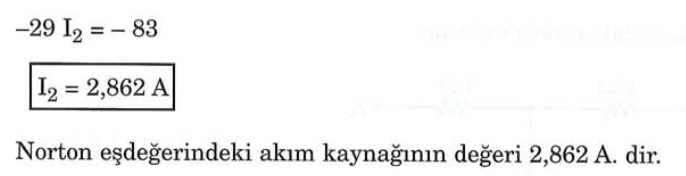 –29 I₂ = – 83
I₂ = 2,862 A
Norton eşdeğerindeki akım kaynağının değeri 2,862 A. dir.